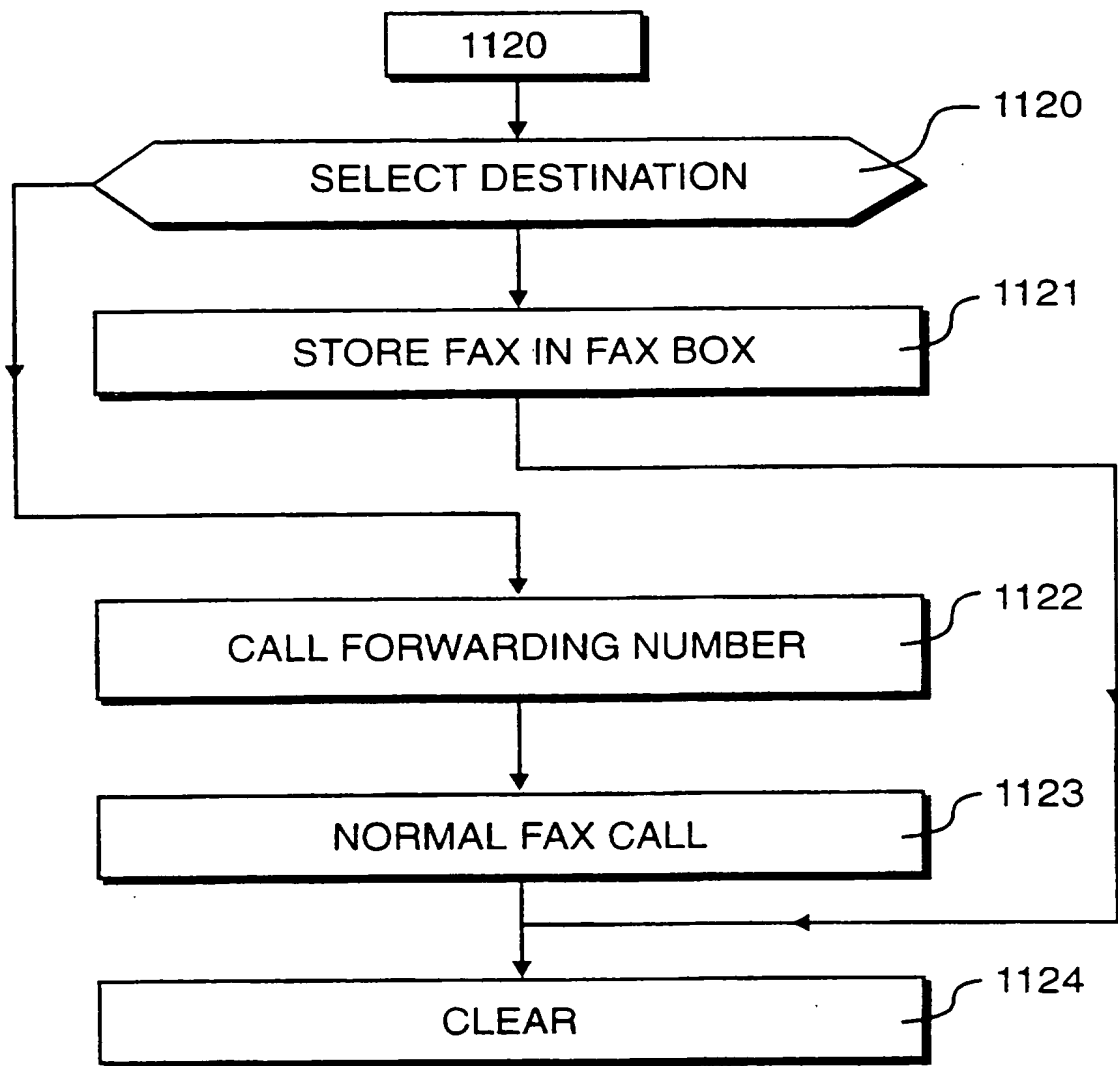 1120
1120
SELECT DESTINATION
1121
STORE FAX IN FAX BOX
1122
CALL FORWARDING NUMBER
1123
NORMAL FAX CALL
1124
CLEAR